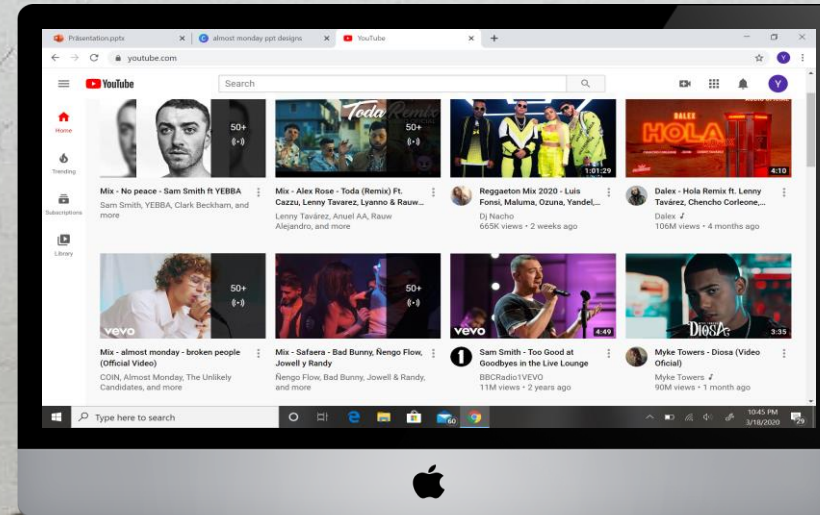 Präsentation.pptx
almost monday ppt designs
YouTube
youtube.com
YouTube
Search
Y
Y
Home
Trending
Subscriptions
Library
50+
Toda Remix
50+
1:01:29
DALEX
HOLA
4:10
Mix - No peace - Sam Smith ft YEBBA
Sam Smith, YEBBA, Clark Beckham, and
more
Mix - Alex Rose - Toda (Remix) Ft.
Cazzu, Lenny Tavarez, Lyanno & Rauw...
Lenny Tavárez, Anuel AA, Rauw
Alejandro, and more
Reggaeton Mix 2020 - Luis
Fonsi, Maluma, Ozuna, Yandel,...
Dj Nacho
665K views • 2 weeks ago
Dalex - Hola Remix ft. Lenny
Tavárez, Chencho Corleone,...
Dalex
106M views • 4 months ago
vevo
50+
50+
vevo
4:49
DIOSA
3:35
Mix - almost monday - broken people
(Official Video)
COIN, Almost Monday, The Unlikely
Candidates, and more
Mix - Safaera - Bad Bunny, Ñengo Flow,
Jowell y Randy
Ñengo Flow, Bad Bunny, Jowell & Randy,
and more
1
Sam Smith - Too Good at
Goodbyes in the Live Lounge
BBCRadio1VEVO
11M views • 2 years ago
Myke Towers - Diosa (Video
Oficial)
Myke Towers
90M views • 1 month ago
Type here to search
60
10:45 PM
3/18/2020
29